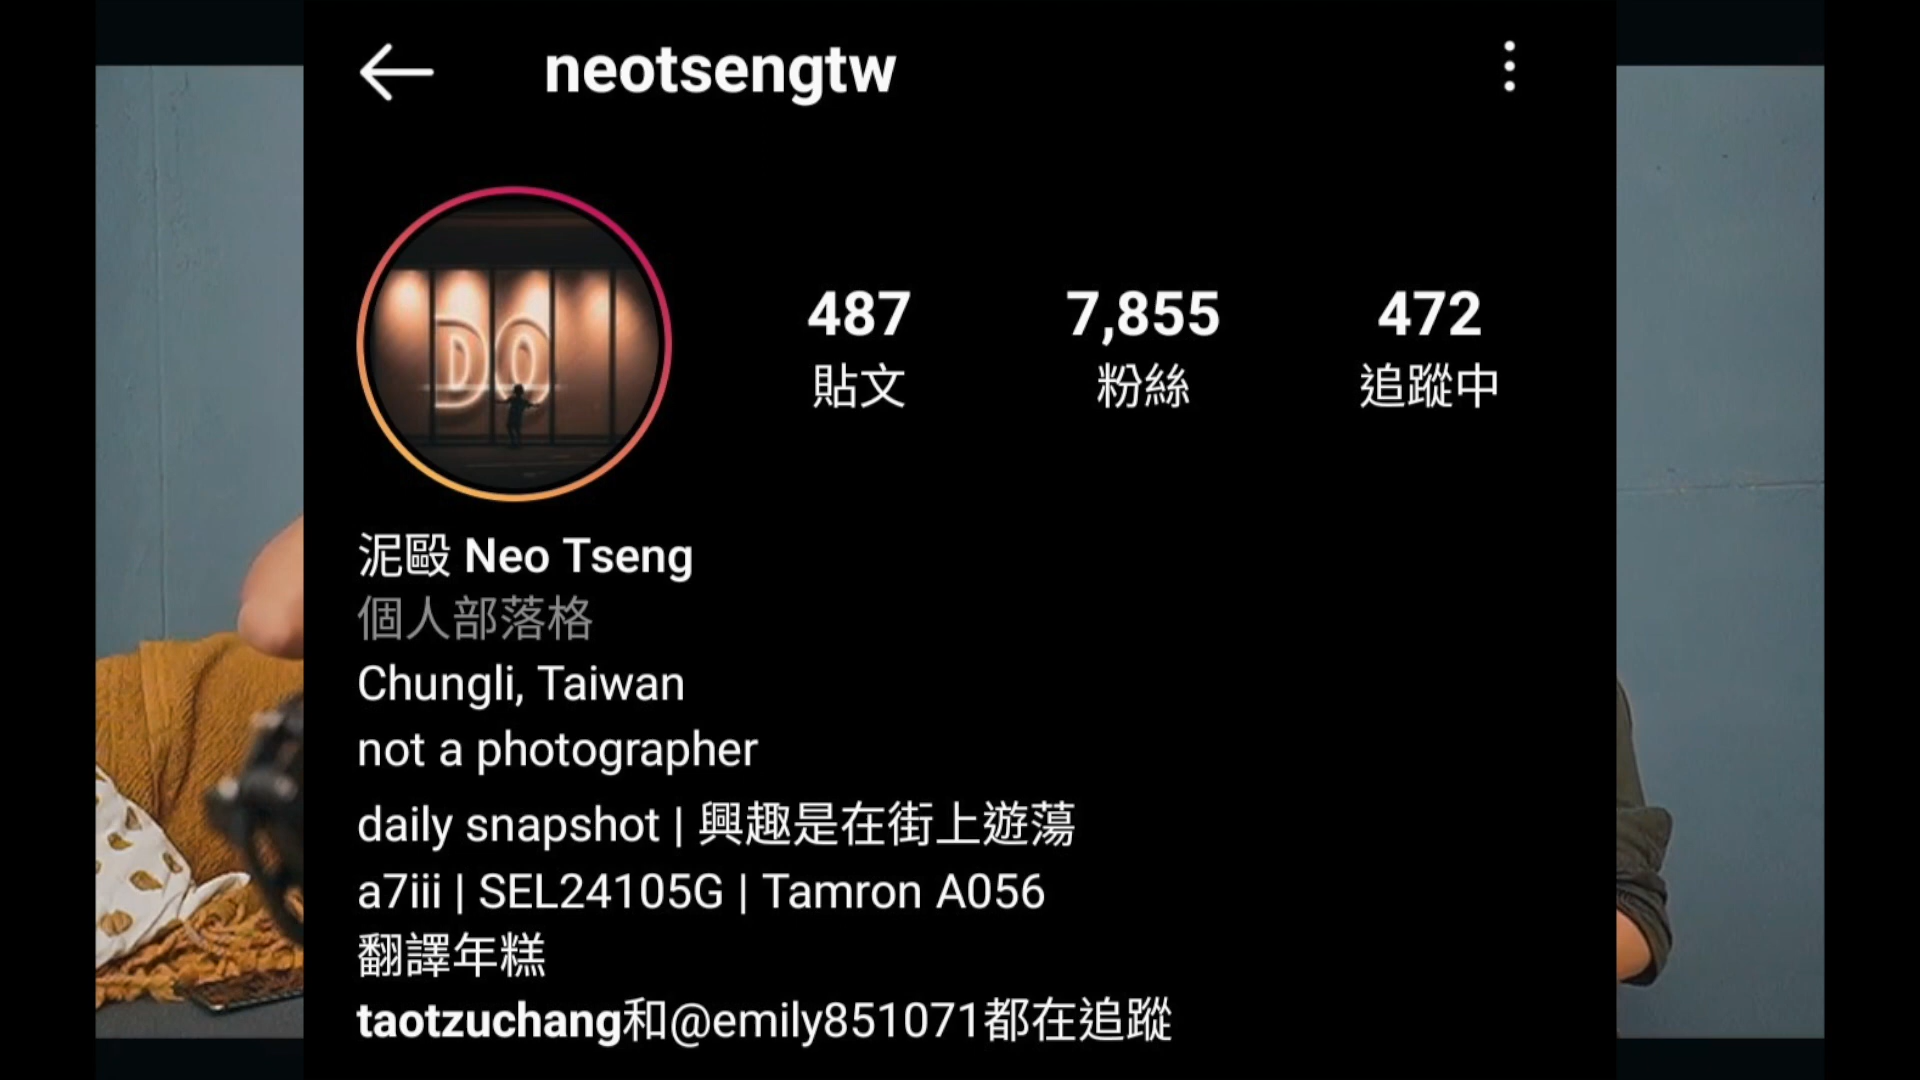 neotsengtw
DO
487 7,855 472
貼文 粉絲 追蹤中
泥毆 Neo Tseng
個人部落格
Chungli, Taiwan
not a photographer
daily snapshot | 興趣是在街上遊蕩
a7iii | SEL24105G | Tamron A056
翻譯年糕
taotzuchang和@emily851071都在追蹤